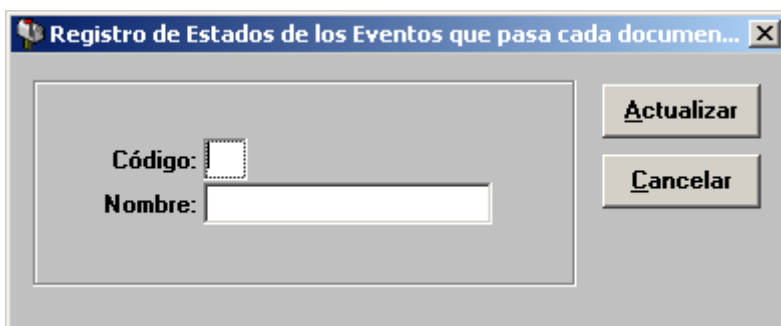 Registro de Estados de los Eventos que pasa cada documen...
Actualizar
Código:
Cancelar
Nombre: